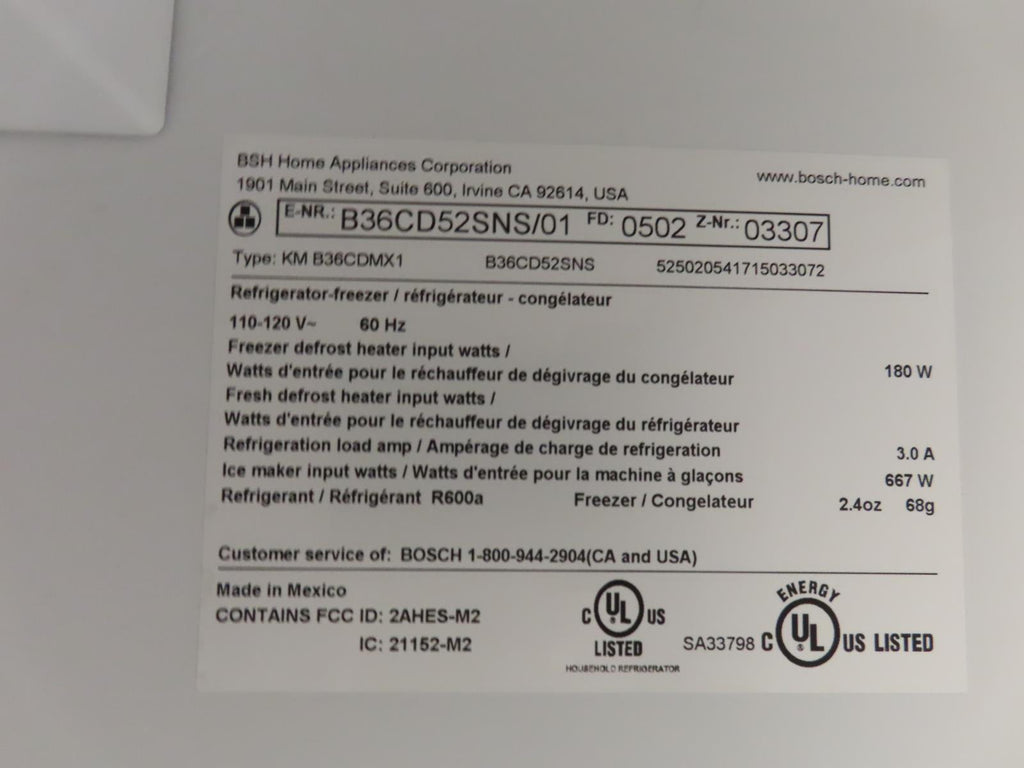 BSH Home Appliances Corporation
www.bosch-home.com
1901 Main Street, Suite 600, Irvine CA 92614, USA
E-NR.: B36CD52SNS/01 FD: 0502 Z-Nr.: 03307
Type: KM B36CDMX1 B36CD52SNS 525020541715033072
Refrigerator-freezer / réfrigérateur - congélateur
110-120 V~ 60 Hz
Freezer defrost heater input watts /
Watts d'entrée pour le réchauffeur de dégivrage du congélateur 180 W
Fresh defrost heater input watts /
Watts d'entrée pour le réchauffeur de dégivrage du réfrigérateur
Refrigeration load amp / Ampérage de charge de refrigeration 3.0 A
Ice maker input watts / Watts d'entrée pour la machine à glaçons 667 W
Refrigerant / Réfrigérant R600a Freezer / Congelateur 2.4oz 68g
Customer service of: BOSCH 1-800-944-2904(CA and USA)
Made in Mexico
CONTAINS FCC ID: 2AHES-M2
IC: 21152-M2
C UL ® US
LISTED
HOUSEHOLD REFRIGERATOR
SA33798
ENERGY
C UL ® US LISTED